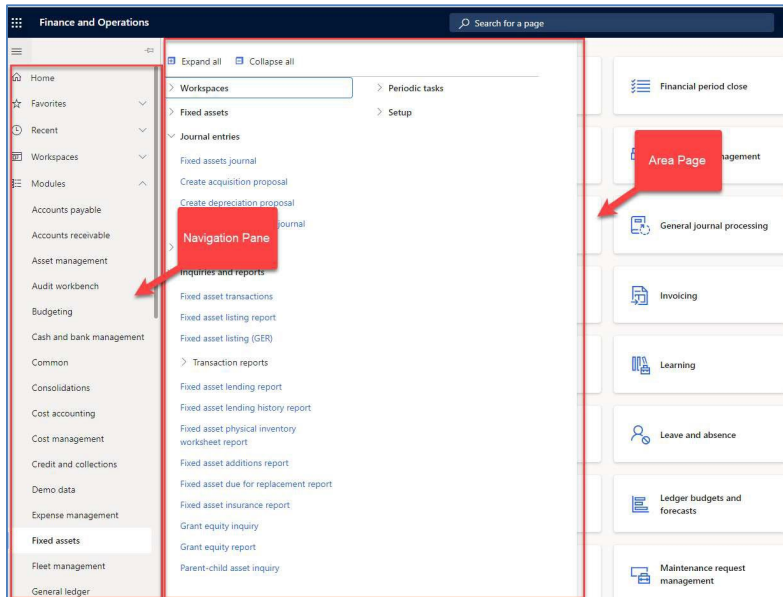 Finance and Operations
Search for a page
Home
Favorites
Recent
Workspaces
Modules
Accounts payable
Accounts receivable
Asset management
Audit workbench
Budgeting
Cash and bank management
Common
Consolidations
Cost accounting
Cost management
Credit and collections
Demo data
Expense management
Fixed assets
Fleet management
General ledger
Navigation Pane
Expand all
Collapse all
Workspaces
Fixed assets
Journal entries
Fixed assets journal
Create acquisition proposal
Create depreciation proposal
journal
Inquiries and reports
Fixed asset transactions
Fixed asset listing report
Fixed asset listing (GER)
Transaction reports
Fixed asset lending report
Fixed asset lending history report
Fixed asset physical inventory
worksheet report
Fixed asset additions report
Fixed asset due for replacement report
Fixed asset insurance report
Grant equity inquiry
Grant equity report
Parent-child asset inquiry
Periodic tasks
Setup
Area Page
Financial period close
General journal processing
Invoicing
Learning
Leave and absence
Ledger budgets and
forecasts
Maintenance request
management